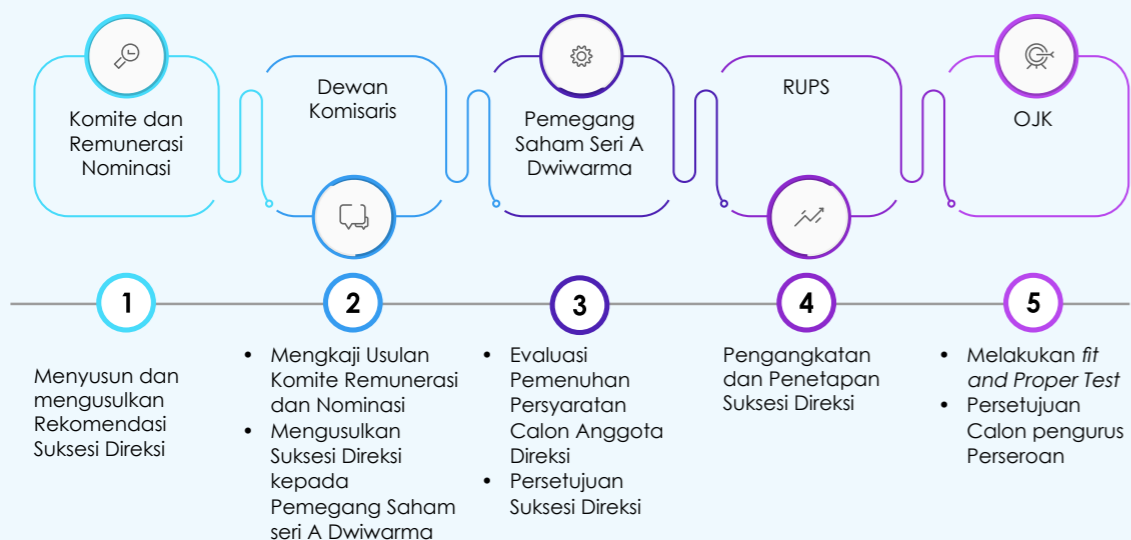 Komite dan
Remunerasi
Nominasi
Dewan
Komisaris
Pemegang
Saham Seri A
Dwiwarma
RUPS
OJK
1
2
3
4
5
Menyusun dan
mengusulkan
Rekomendasi
Suksesi Direksi
• Mengkaji Usulan
Komite Remunerasi
dan Nominasi
• Mengusulkan
Suksesi Direksi
kepada
Pemegang Saham
seri A Dwiwarma
• Evaluasi
Pemenuhan
Persyaratan
Calon Anggota
Direksi
• Persetujuan
Suksesi Direksi
Pengangkatan
dan Penetapan
Suksesi Direksi
• Melakukan fit
and Proper Test
• Persetujuan
Calon pengurus
Perseroan